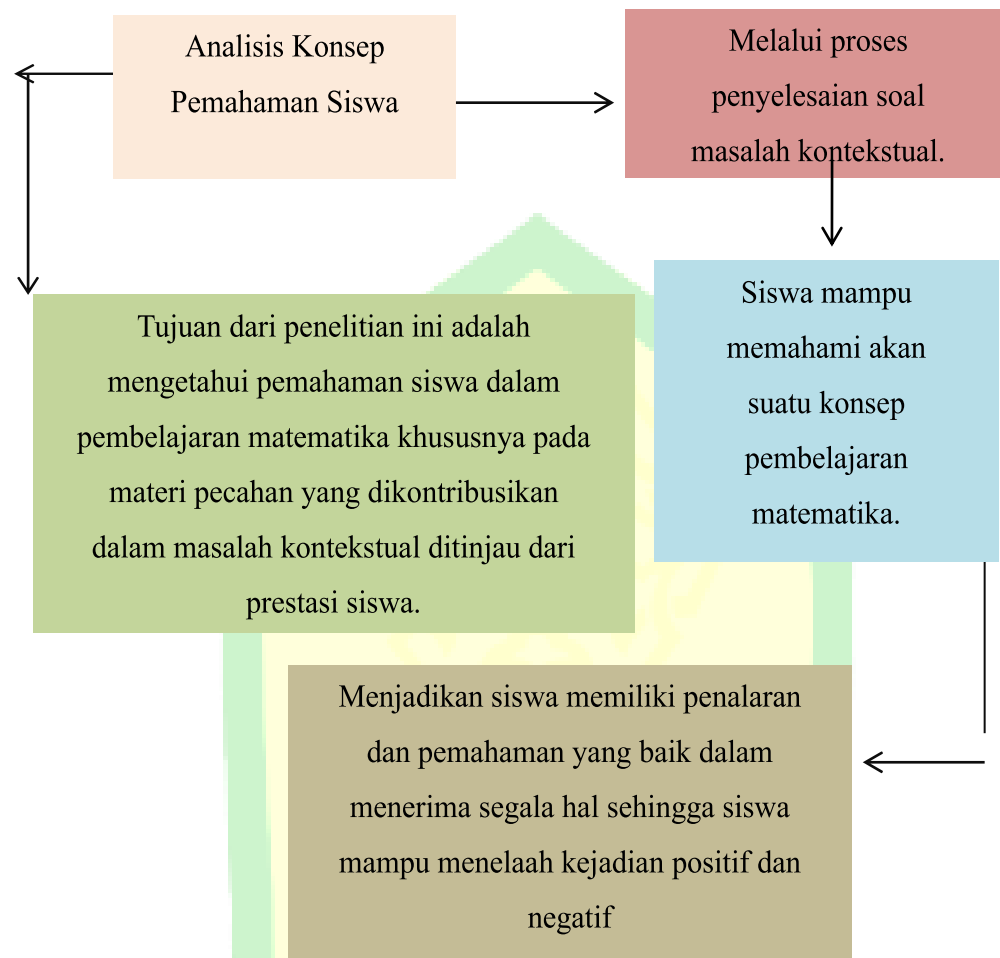 Analisis Konsep
Pemahaman Siswa
Melalui proses
penyelesaian soal
masalah kontekstual.
Tujuan dari penelitian ini adalah
mengetahui pemahaman siswa dalam
pembelajaran matematika khususnya pada
materi pecahan yang dikontribusikan
dalam masalah kontekstual ditinjau dari
prestasi siswa.
Siswa mampu
memahami akan
suatu konsep
pembelajaran
matematika.
Menjadikan siswa memiliki penalaran
dan pemahaman yang baik dalam
menerima segala hal sehingga siswa
mampu menelaah kejadian positif dan
negatif